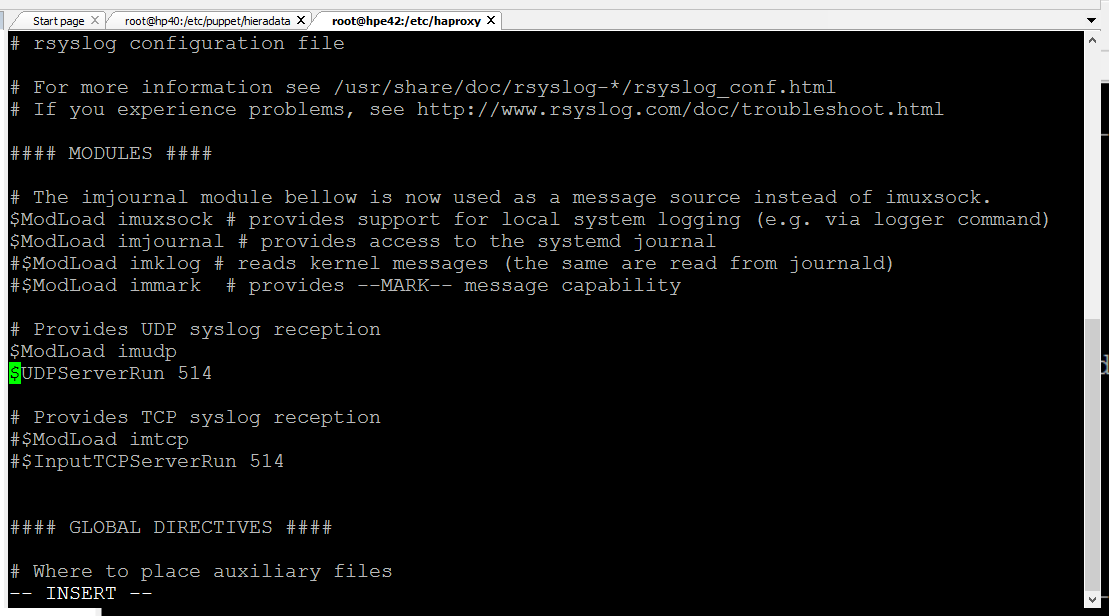 Start page
root@hp40:/etc/puppet/hieradata
root@hpe42:/etc/haproxy
# rsyslog configuration file
# For more information see /usr/share/doc/rsyslog-*/rsyslog_conf.html
# If you experience problems, see http://www.rsyslog.com/doc/troubleshoot.html
#### MODULES ####
# The imjournal module bellow is now used as a message source instead of imuxsock.
$ModLoad imuxsock # provides support for local system logging (e.g. via logger command)
$ModLoad imjournal # provides access to the systemd journal
#$ModLoad imklog # reads kernel messages (the same are read from journald)
#$ModLoad immark  # provides --MARK-- message capability
# Provides UDP syslog reception
$ModLoad imudp
$UDPServerRun 514
# Provides TCP syslog reception
#$ModLoad imtcp
#$InputTCPServerRun 514
#### GLOBAL DIRECTIVES ####
# Where to place auxiliary files
-- INSERT --